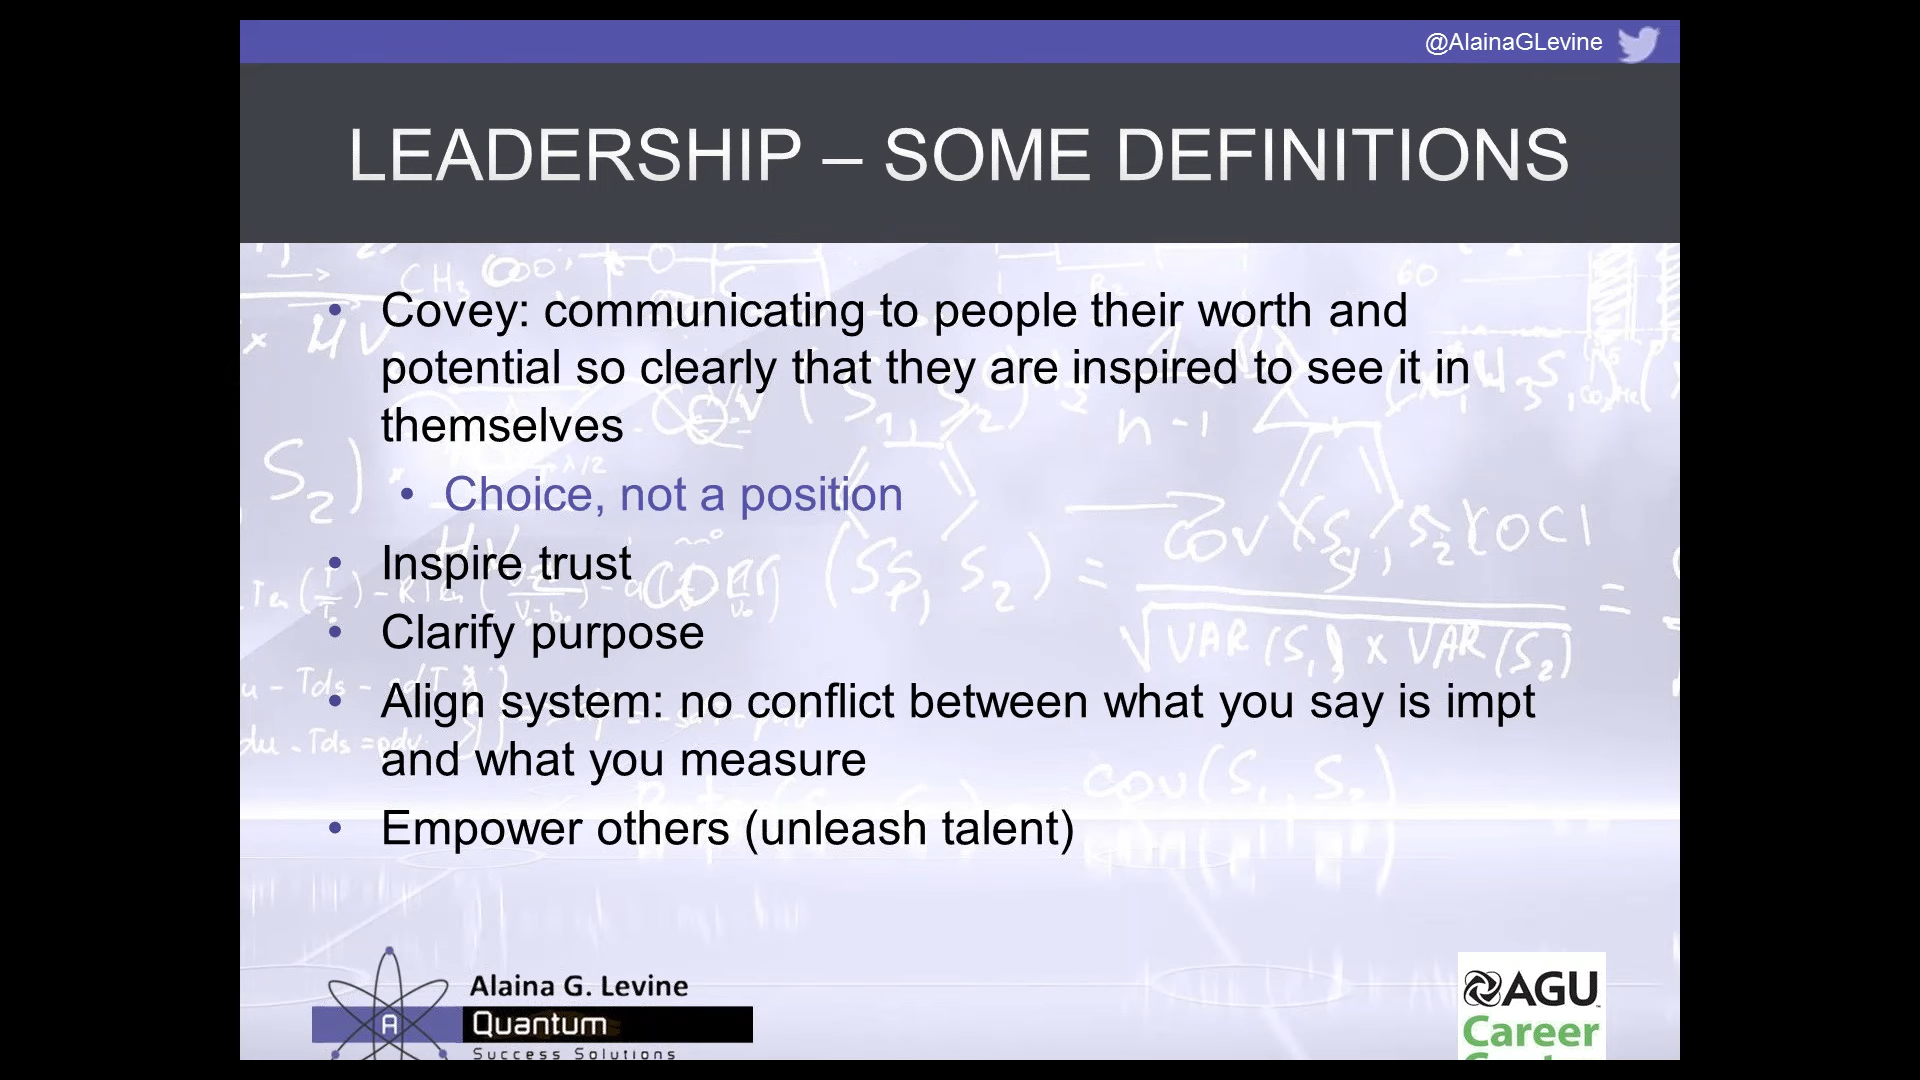 @AlainaGLevine
LEADERSHIP – SOME DEFINITIONS
• Covey: communicating to people their worth and
potential so clearly that they are inspired to see it in
themselves
• Choice, not a position
• Inspire trust
• Clarify purpose
• Align system: no conflict between what you say is impt
and what you measure
• Empower others (unleash talent)
Alaina G. Levine
A Quantum
Success Solutions
AGU
Career